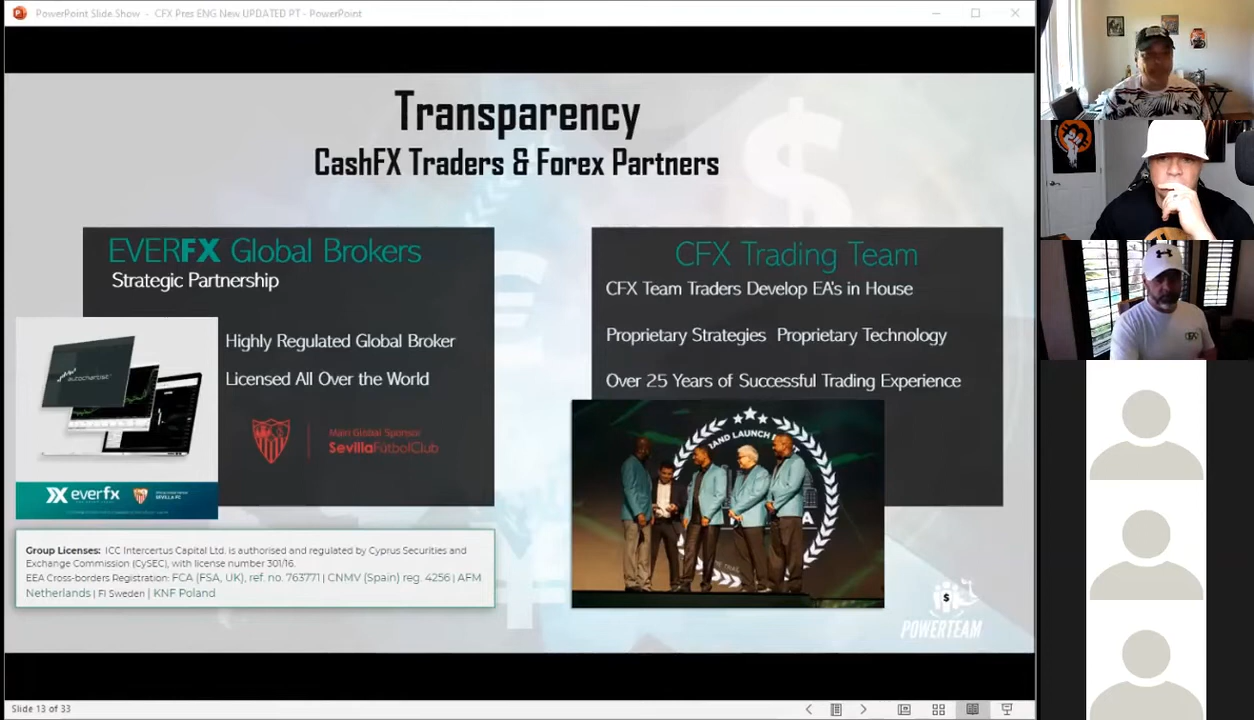 PowerPoint Slide Show - CFX Pres ENG New UPDATED PT - PowerPoint
Transparency
CashFX Traders & Forex Partners
EVERFX Global Brokers
Strategic Partnership
Highly Regulated Global Broker
Licensed All Over the World
Main Global Sponsor
SevillaFútbolClub
autochartist
everfx
SEVILLA FC
Group Licenses: ICC Intercertus Capital Ltd. is authorised and regulated by Cyprus Securities and
Exchange Commission (CySEC), with license number 301/16.
EEA Cross-borders Registration: FCA (FSA, UK), ref. no. 763771 | CNMV (Spain) reg. 4256 | AFM
Netherlands | FI Sweden | KNF Poland
CFX Trading Team
CFX Team Traders Develop EA's in House
Proprietary Strategies Proprietary Technology
Over 25 Years of Successful Trading Experience
LAUNCH
POWERTEAM
Slide 13 of 33